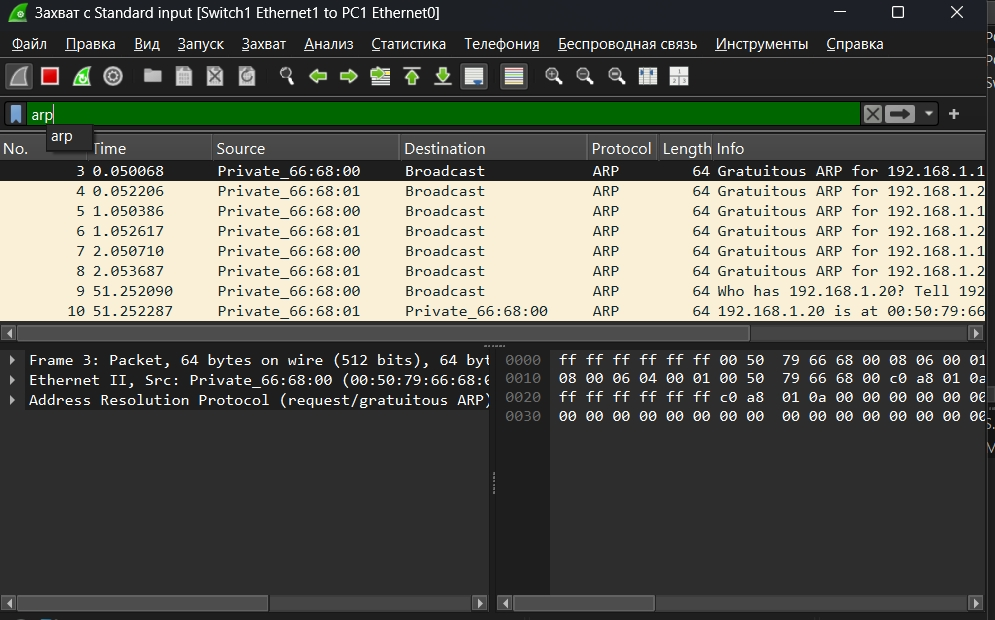 Захват с Standard input [Switch1 Ethernet1 to PC1 Ethernet0]
Файл Правка Вид Запуск Захват Анализ Статистика Телефония Беспроводная связь Инструменты Справка
arp
arp
No. Time Source Destination Protocol Length Info
3 0.050068 Private_66:68:00 Broadcast ARP 64 Gratuitous ARP for 192.168.1.1
4 0.052206 Private_66:68:01 Broadcast ARP 64 Gratuitous ARP for 192.168.1.2
5 1.050386 Private_66:68:00 Broadcast ARP 64 Gratuitous ARP for 192.168.1.1
6 1.052617 Private_66:68:01 Broadcast ARP 64 Gratuitous ARP for 192.168.1.2
7 2.050710 Private_66:68:00 Broadcast ARP 64 Gratuitous ARP for 192.168.1.1
8 2.053687 Private_66:68:01 Broadcast ARP 64 Gratuitous ARP for 192.168.1.2
9 51.252090 Private_66:68:00 Broadcast ARP 64 Who has 192.168.1.20? Tell 192
10 51.252287 Private_66:68:01 Private_66:68:00 ARP 64 192.168.1.20 is at 00:50:79:66
Frame 3: Packet, 64 bytes on wire (512 bits), 64 byt
Ethernet II, Src: Private_66:68:00 (00:50:79:66:68:0
Address Resolution Protocol (request/gratuitous ARP)
0000 ff ff ff ff ff ff 00 50 79 66 68 00 08 06 00 01
0010 08 00 06 04 00 01 00 50 79 66 68 00 c0 a8 01 0a
0020 ff ff ff ff ff ff c0 a8 01 0a 00 00 00 00 00 00
0030 00 00 00 00 00 00 00 00 00 00 00 00 00 00 00 00